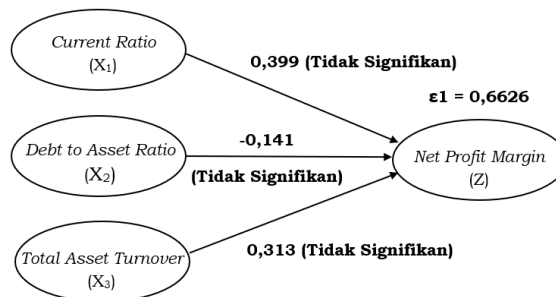 Current Ratio
(X₁)
0,399 (Tidak Signifikan)
ε1 = 0,6626
Debt to Asset Ratio
(X₂)
-0,141
(Tidak Signifikan)
Net Profit Margin
(Z)
Total Asset Turnover
(X₃)
0,313 (Tidak Signifikan)